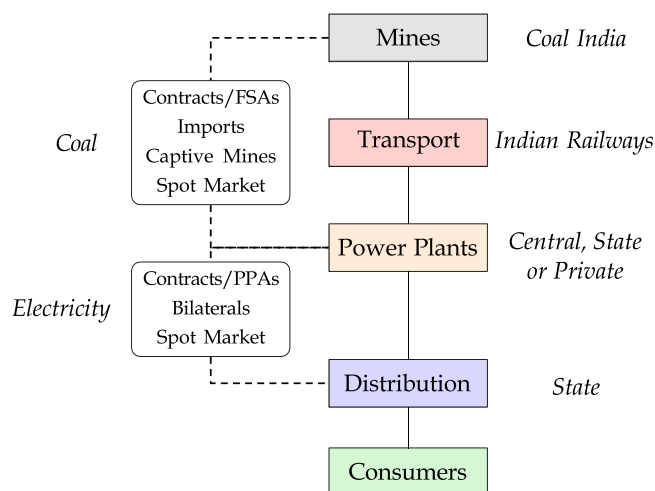 Mines
Coal India
Contracts/FSAs
Imports
Captive Mines
Spot Market
Coal
Transport
Indian Railways
Power Plants
Central, State
or Private
Contracts/PPAs
Bilaterals
Spot Market
Electricity
Distribution
State
Consumers